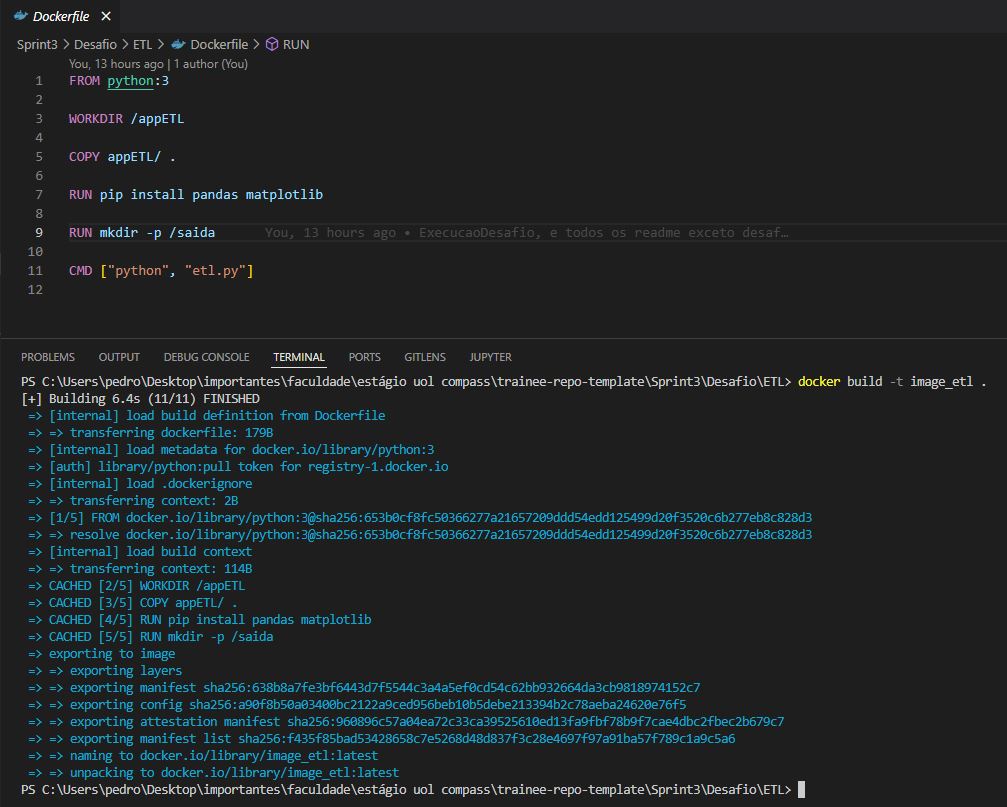 Dockerfile ×
Sprint3 > Desafio > ETL > Dockerfile > RUN
You, 13 hours ago | 1 author (You)
1 FROM python:3
2
3 WORKDIR /appETL
4
5 COPY appETL/ .
6
7 RUN pip install pandas matplotlib
8
9 RUN mkdir -p /saida You, 13 hours ago • ExecucaoDesafio, e todos os readme exceto desaf…
10
11 CMD ["python", "etl.py"]
12
PROBLEMS OUTPUT DEBUG CONSOLE TERMINAL PORTS GITLENS JUPYTER
PS C:\Users\pedro\Desktop\importantes\faculdade\estágio uol compass\trainee-repo-template\Sprint3\Desafio\ETL> docker build -t image_etl .
[+] Building 6.4s (11/11) FINISHED
=> [internal] load build definition from Dockerfile
=> => transferring dockerfile: 179B
=> [internal] load metadata for docker.io/library/python:3
=> [auth] library/python:pull token for registry-1.docker.io
=> [internal] load .dockerignore
=> => transferring context: 2B
=> [1/5] FROM docker.io/library/python:3@sha256:653b0cf8fc50366277a21657209ddd54edd125499d20f3520c6b277eb8c828d3
=> => resolve docker.io/library/python:3@sha256:653b0cf8fc50366277a21657209ddd54edd125499d20f3520c6b277eb8c828d3
=> [internal] load build context
=> => transferring context: 114B
=> CACHED [2/5] WORKDIR /appETL
=> CACHED [3/5] COPY appETL/ .
=> CACHED [4/5] RUN pip install pandas matplotlib
=> CACHED [5/5] RUN mkdir -p /saida
=> exporting to image
=> => exporting layers
=> => exporting manifest sha256:638b8a7fe3bf6443d7f5544c3a4a5ef0cd54c62bb932664da3cb9818974152c7
=> => exporting config sha256:a90f8b50a03400bc2122a9ced956beb10b5debe213394b2c78aeba24620e76f5
=> => exporting attestation manifest sha256:960896c57a04ea72c33ca39525610ed13fa9fbf78b9f7cae4dbc2fbec2b679c7
=> => exporting manifest list sha256:f435f85bad53428658c7e5268d48d837f3c28e4697f97a91ba57f789c1a9c5a6
=> => naming to docker.io/library/image_etl:latest
=> => unpacking to docker.io/library/image_etl:latest
PS C:\Users\pedro\Desktop\importantes\faculdade\estágio uol compass\trainee-repo-template\Sprint3\Desafio\ETL>